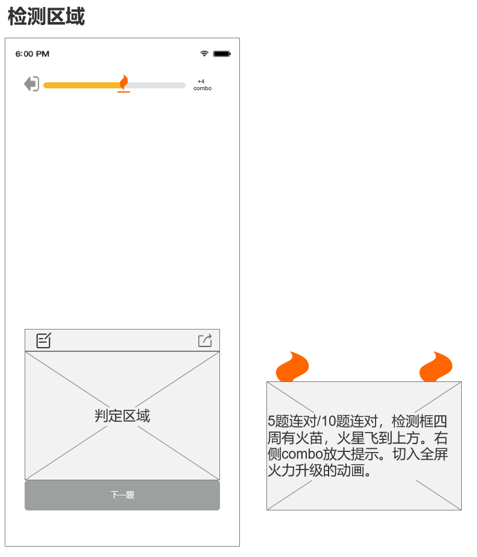 检测区域
6:00 PM
+4
combo
判定区域
下一题
5题连对/10题连对，检测框四
周有火苗，火星飞到上方。右
侧combo放大提示。切入全屏
火力升级的动画。